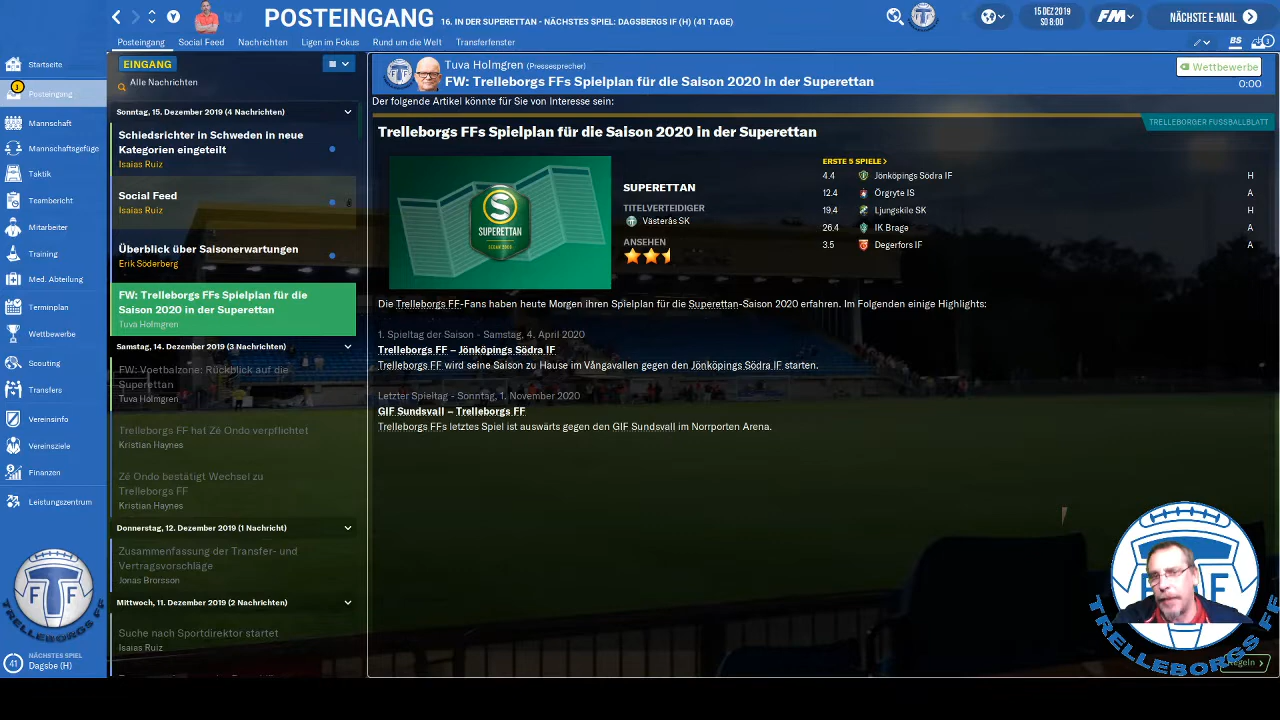 POSTEINGANG
16. IN DER SUPERETTAN - NÄCHSTES SPIEL: DAGSBERGS IF (H) (41 TAGE)
15 DEZ 2019
SO 8:00
FM
NÄCHSTE E-MAIL
Posteingang
Social Feed
Nachrichten
Ligen im Fokus
Rund um die Welt
Transferfenster
BS
1
Startseite
1
Posteingang
Mannschaft
Mannschaftsgefüge
Taktik
Teambericht
Mitarbeiter
Training
Med. Abteilung
Terminplan
Wettbewerbe
Scouting
Transfers
Vereinsinfo
Vereinsziele
Finanzen
Leistungszentrum
TRELLEBORGS FF
41
NÄCHSTES SPIEL
Dagsbe (H)
EINGANG
Alle Nachrichten
Sonntag, 15. Dezember 2019 (4 Nachrichten)
Schiedsrichter in Schweden in neue
Kategorien eingeteilt
Isaias Ruiz
Social Feed
Isaias Ruiz
Überblick über Saisonerwartungen
Erik Söderberg
FW: Trelleborgs FFs Spielplan für die
Saison 2020 in der Superettan
Tuva Holmgren
Samstag, 14. Dezember 2019 (3 Nachrichten)
FW: Voetbalzone: Rückblick auf die
Superettan
Tuva Holmgren
Trelleborgs FF hat Zé Ondo verpflichtet
Kristian Haynes
Zé Ondo bestätigt Wechsel zu
Trelleborgs FF
Kristian Haynes
Donnerstag, 12. Dezember 2019 (1 Nachricht)
Zusammenfassung der Transfer- und
Vertragsvorschläge
Jonas Brorsson
Mittwoch, 11. Dezember 2019 (2 Nachrichten)
Suche nach Sportdirektor startet
Isaias Ruiz
Tuva Holmgren (Pressesprecher)
FW: Trelleborgs FFs Spielplan für die Saison 2020 in der Superettan
Wettbewerbe
0:00
Der folgende Artikel könnte für Sie von Interesse sein:
TRELLEBORGER FUSSBALLBLATT
Trelleborgs FFs Spielplan für die Saison 2020 in der Superettan
SUPERETTAN
SUPERETTAN
TITELVERTEIDIGER
Västerås SK
ANSEHEN
ERSTE 5 SPIELE >
4.4 Jönköpings Södra IF H
12.4 Örgryte IS A
19.4 Ljungskile SK H
26.4 IK Brage A
3.5 Degerfors IF A
Die Trelleborgs FF-Fans haben heute Morgen ihren Spielplan für die Superettan-Saison 2020 erfahren. Im Folgenden einige Highlights:
1. Spieltag der Saison - Samstag, 4. April 2020
Trelleborgs FF – Jönköpings Södra IF
Trelleborgs FF wird seine Saison zu Hause im Vångavallen gegen den Jönköpings Södra IF starten.
Letzter Spieltag - Sonntag, 1. November 2020
GIF Sundsvall – Trelleborgs FF
Trelleborgs FFs letztes Spiel ist auswärts gegen den GIF Sundsvall im Norrporten Arena.
TRELLEBORGS FF
Regeln >